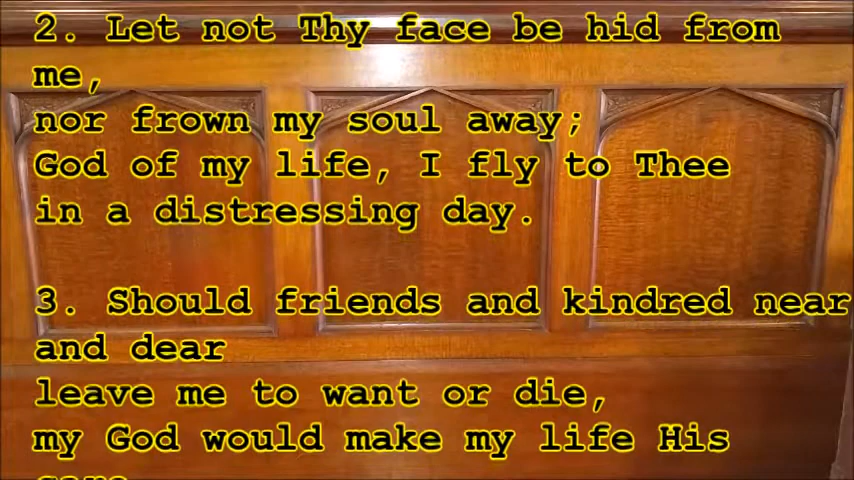 2. Let not Thy face be hid from
me,
nor frown my soul away;
God of my life, I fly to Thee
in a distressing day.
3. Should friends and kindred near
and dear
leave me to want or die,
my God would make my life His